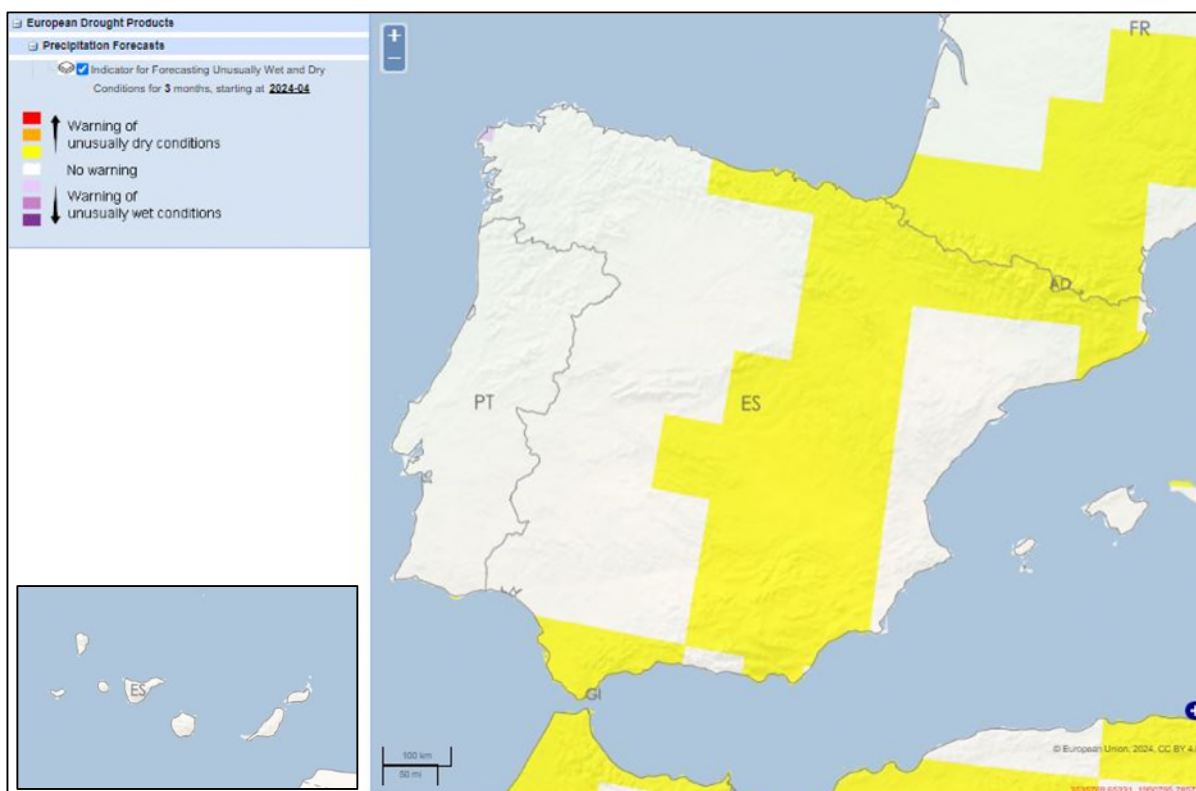 European Drought Products
Precipitation Forecasts
Indicator for Forecasting Unusually Wet and Dry
Conditions for 3 months, starting at 2024-04
Warning of
unusually dry conditions
No warning
Warning of
unusually wet conditions
+
−
FR
AD
PT
ES
GI
ES
100 km
50 mi
© European Union, 2024, CC BY 4.